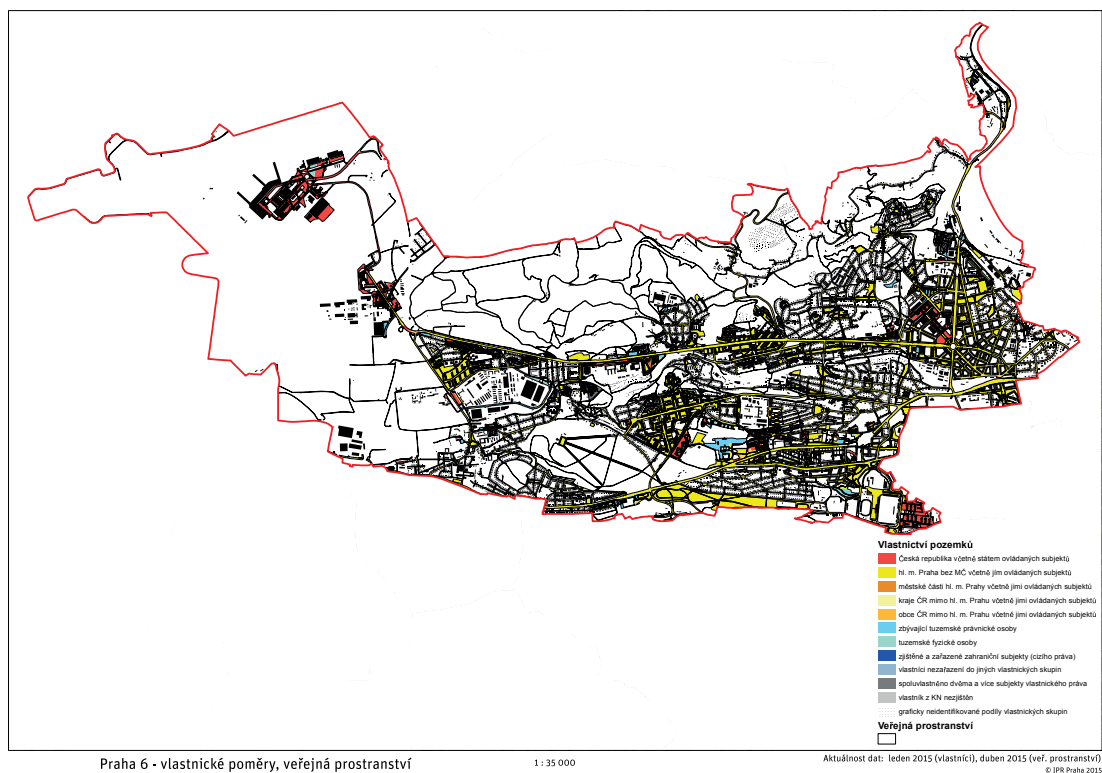 Vlastnictví pozemků
Česká republika včetně státem ovládaných subjektů
hl. m. Praha bez MČ včetně jím ovládaných subjektů
městské části hl. m. Prahy včetně jimi ovládaných subjektů
kraje ČR mimo hl. m. Prahu včetně jimi ovládaných subjektů
obce ČR mimo hl. m. Prahu včetně jimi ovládaných subjektů
zbývající tuzemské právnické osoby
tuzemské fyzické osoby
zjištěné a zařazené zahraniční subjekty (cizího práva)
vlastníci nezařazení do jiných vlastnických skupin
spoluvlastněno dvěma a více subjekty vlastnického práva
vlastník z KN nezjištěn
graficky neidentifikované podíly vlastnických skupin
Veřejná prostranství
Praha 6 - vlastnické poměry, veřejná prostranství
1 : 35 000
Aktuálnost dat: leden 2015 (vlastníci), duben 2015 (veř. prostranství)
© IPR Praha 2015